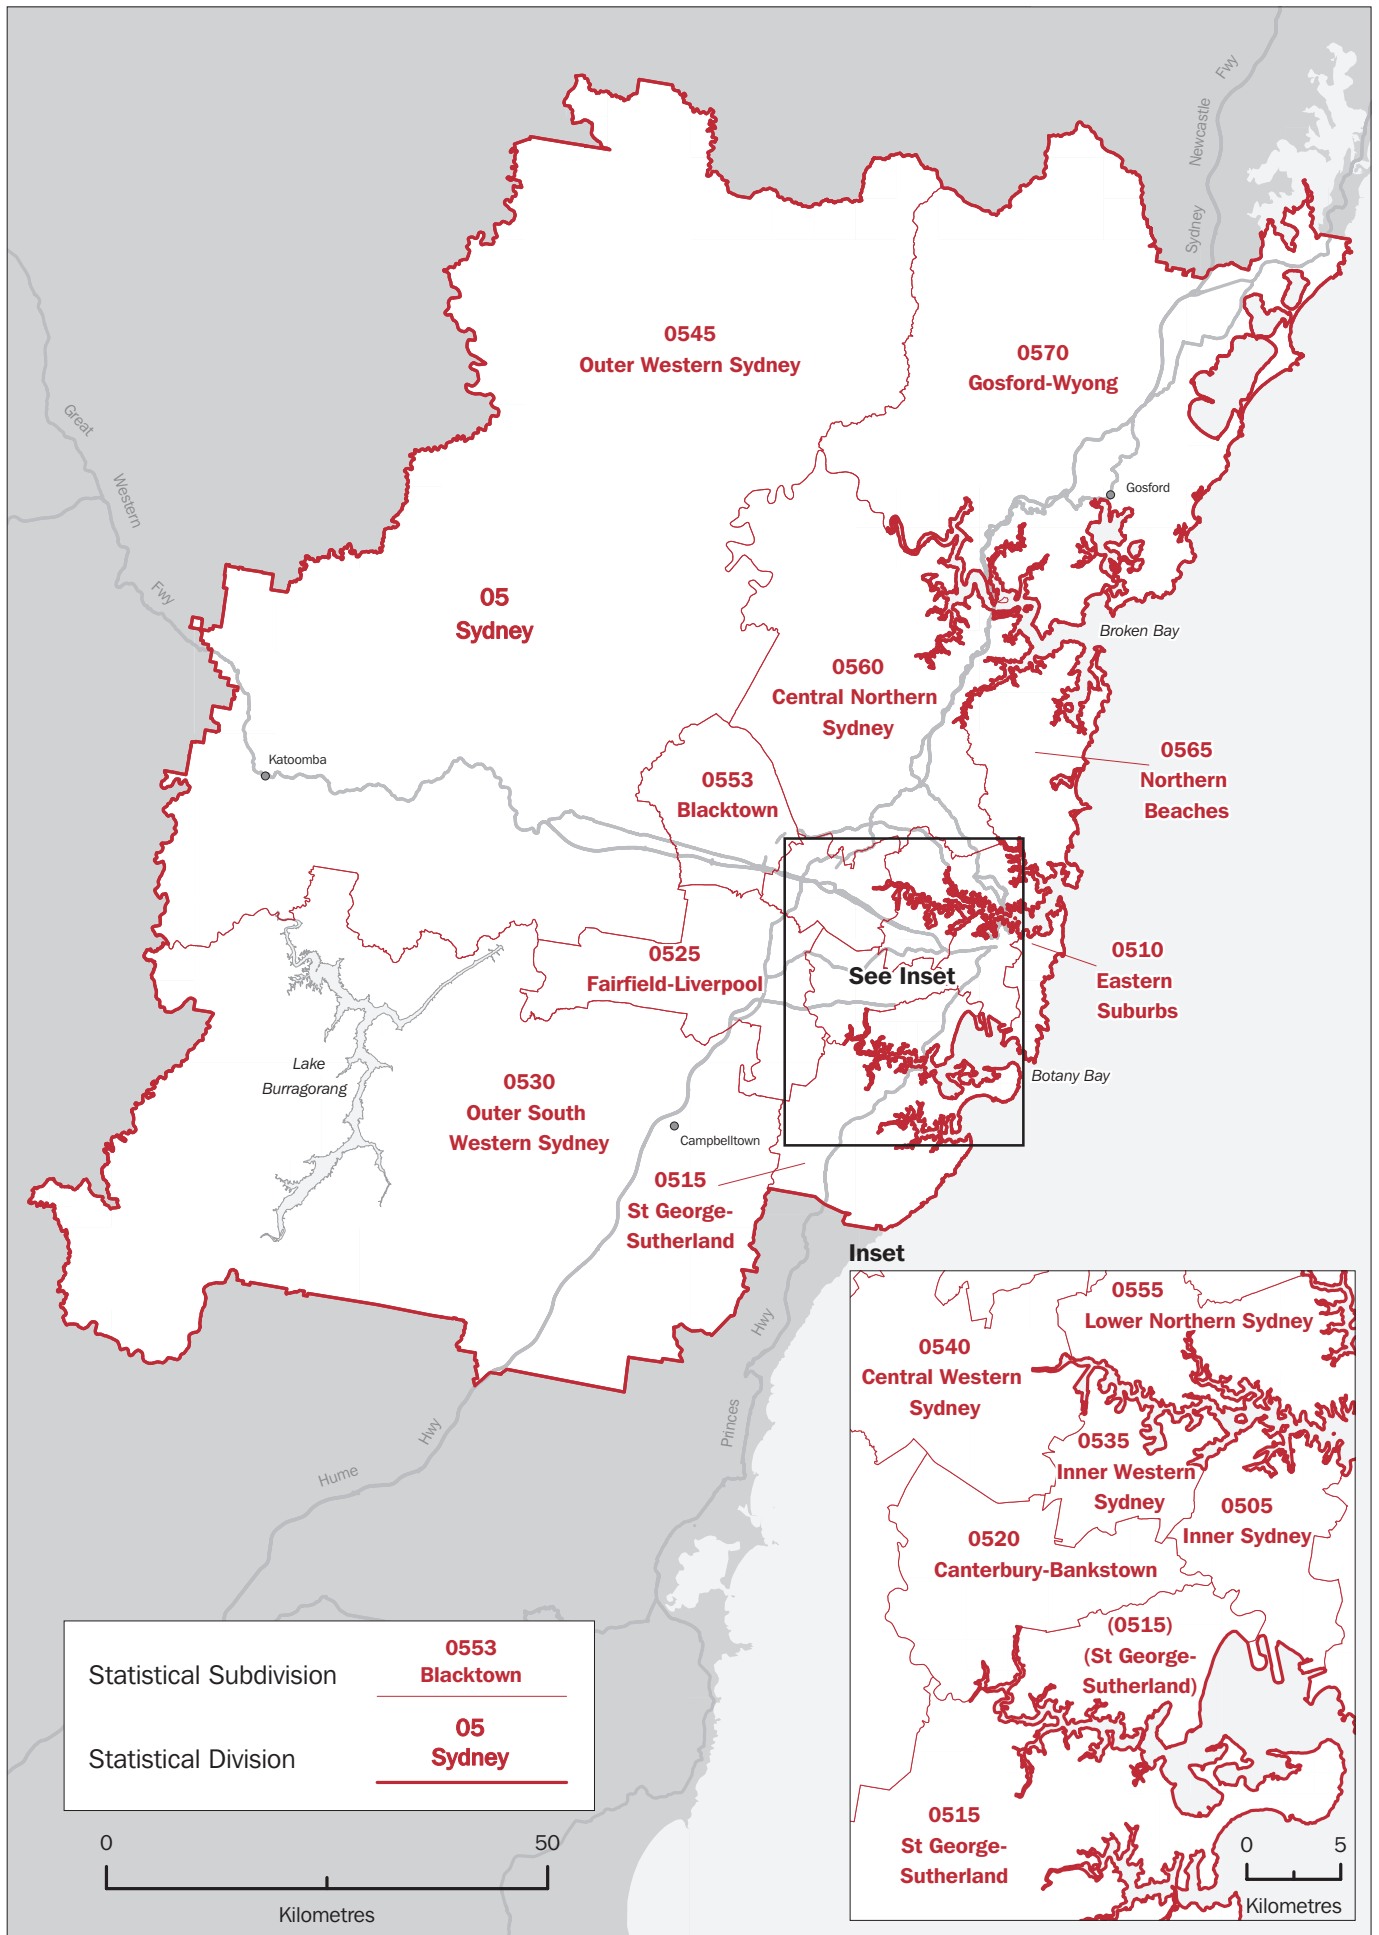 Sydney
Newcastle
Fwy
0545
Outer Western Sydney
0570
Gosford-Wyong
Great
Western
Fwy
Gosford
05
Sydney
Broken Bay
0560
Central Northern
Sydney
0565
Northern
Beaches
Katoomba
0553
Blacktown
0525
Fairfield-Liverpool
See Inset
0510
Eastern
Suburbs
Lake
Burragorang
0530
Outer South
Western Sydney
Botany Bay
Campbelltown
0515
St George-
Sutherland
Hwy
Princes
Hwy
Hume
Inset
0555
Lower Northern Sydney
0540
Central Western
Sydney
0535
Inner Western
Sydney
0505
Inner Sydney
0520
Canterbury-Bankstown
(0515)
(St George-
Sutherland)
0515
St George-
Sutherland
0 5
Kilometres
Statistical Subdivision
0553
Blacktown
Statistical Division
05
Sydney
0 50
Kilometres